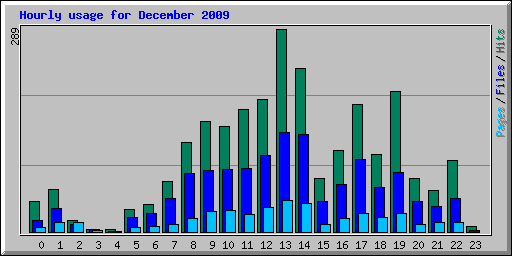 Hourly usage for December 2009
289
Pages / Files / Hits
0 1 2 3 4 5 6 7 8 9 10 11 12 13 14 15 16 17 18 19 20 21 22 23